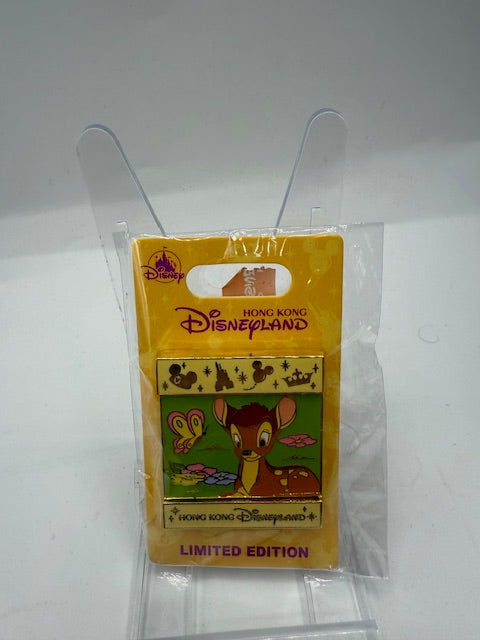 Disney
HONG KONG
DISNEYLAND
HONG KONG DISNEYLAND
LIMITED EDITION